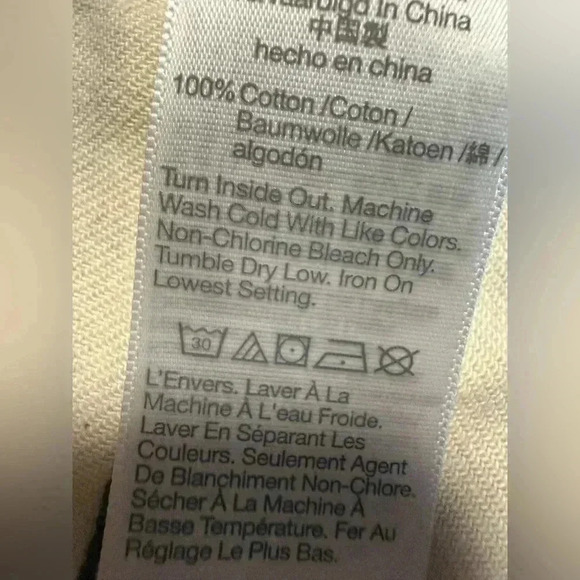 In China
中国製
hecho en china
100% Cotton /Coton /
Baumwolle /Katoen /綿 /
algodón
Turn Inside Out. Machine
Wash Cold With Like Colors.
Non-Chlorine Bleach Only.
Tumble Dry Low. Iron On
Lowest Setting.
30
L'Envers. Laver À La
Machine À L'eau Froide.
Laver En Séparant Les
Couleurs. Seulement Agent
De Blanchiment Non-Chlore.
Sécher À La Machine À
Basse Température. Fer Au
Réglage Le Plus Bas.